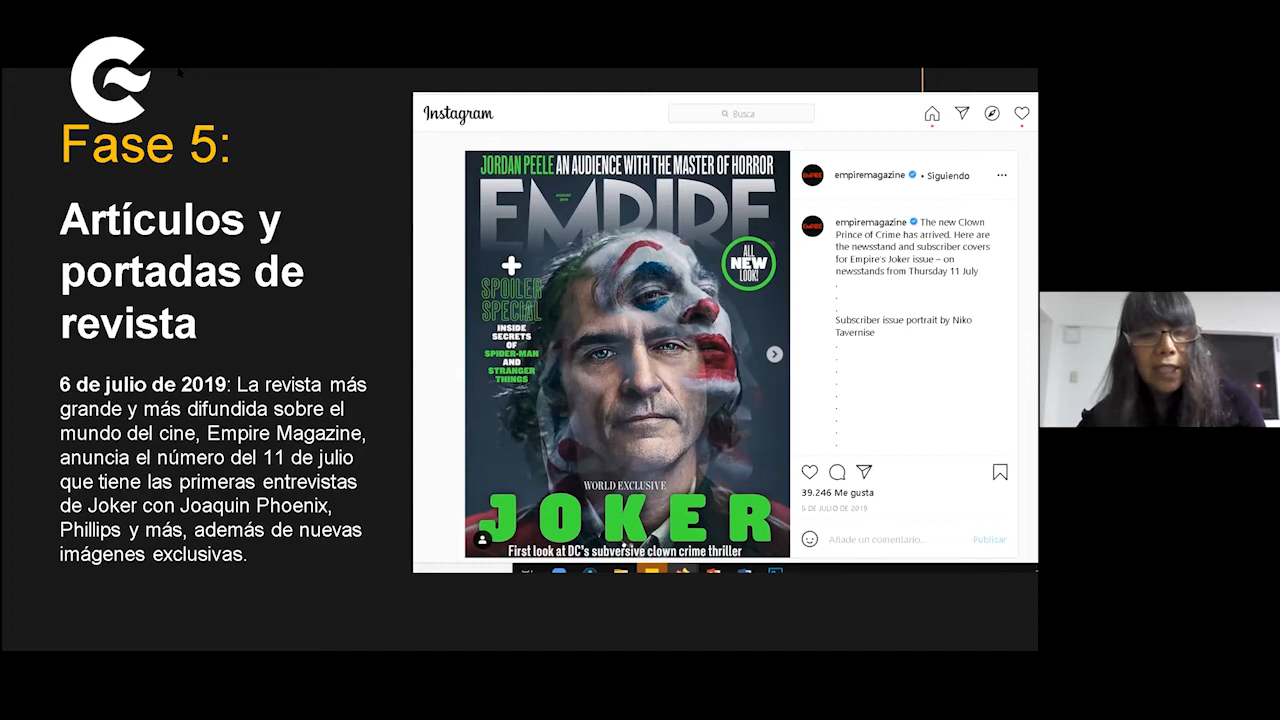 Fase 5:
Artículos y
portadas de
revista
6 de julio de 2019: La revista más
grande y más difundida sobre el
mundo del cine, Empire Magazine,
anuncia el número del 11 de julio
que tiene las primeras entrevistas
de Joker con Joaquin Phoenix,
Phillips y más, además de nuevas
imágenes exclusivas.
Instagram
Busca
JORDAN PEELE AN AUDIENCE WITH THE MASTER OF HORROR
EMPIRE
AUGUST
2019
ALL
NEW
LOOK!
+
SPOILER
SPECIAL
INSIDE
SECRETS
OF
SPIDER-MAN
AND
STRANGER
THINGS
WORLD EXCLUSIVE
JOKER
First look at DC's subversive clown crime thriller
EMPIRE
empiremagazine • Siguiendo
EMPIRE
empiremagazine The new Clown
Prince of Crime has arrived. Here are
the newsstand and subscriber covers
for Empire's Joker issue – on
newsstands from Thursday 11 July
.
.
.
Subscriber issue portrait by Niko
Tavernise
.
.
.
.
.
.
.
.
.
39.246 Me gusta
5 DE JULIO DE 2019
Añade un comentario...
Publicar